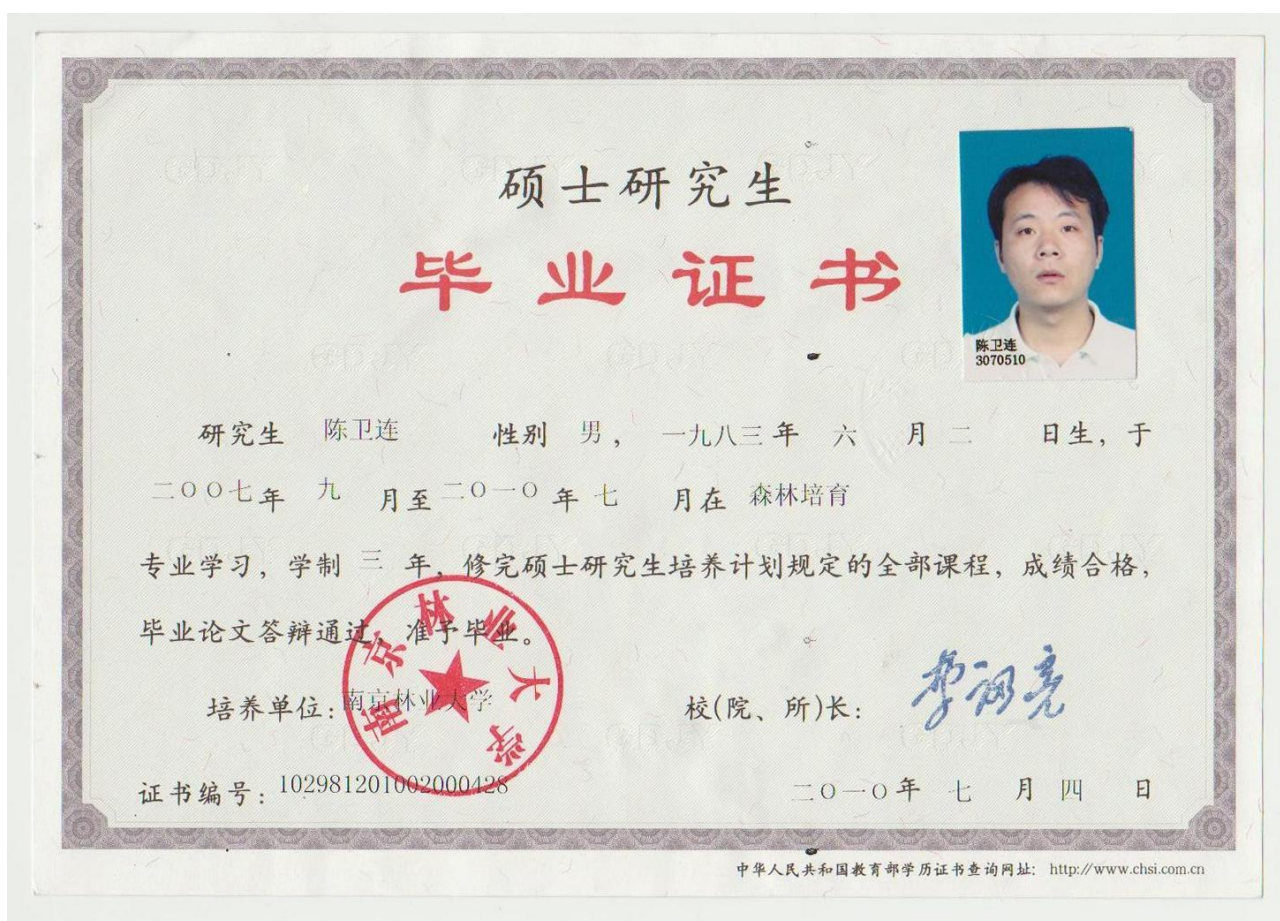 硕士研究生
毕业证书
陈卫连
3070510
研究生 陈卫连 性别 男, 一九八三年 六 月 二 日生, 于
二〇〇七年 九 月至 二〇一〇 年 七 月在 森林培育
专业学习, 学制 三 年, 修完硕士研究生培养计划规定的全部课程, 成绩合格,
毕业论文答辩通过, 准予毕业。
南京林业大学
培养单位: 南京林业大学 校(院、所)长:
证书编号: 102981201002000428 二〇一〇年 七 月 四 日
中华人民共和国教育部学历证书查询网址: http://www.chsi.com.cn